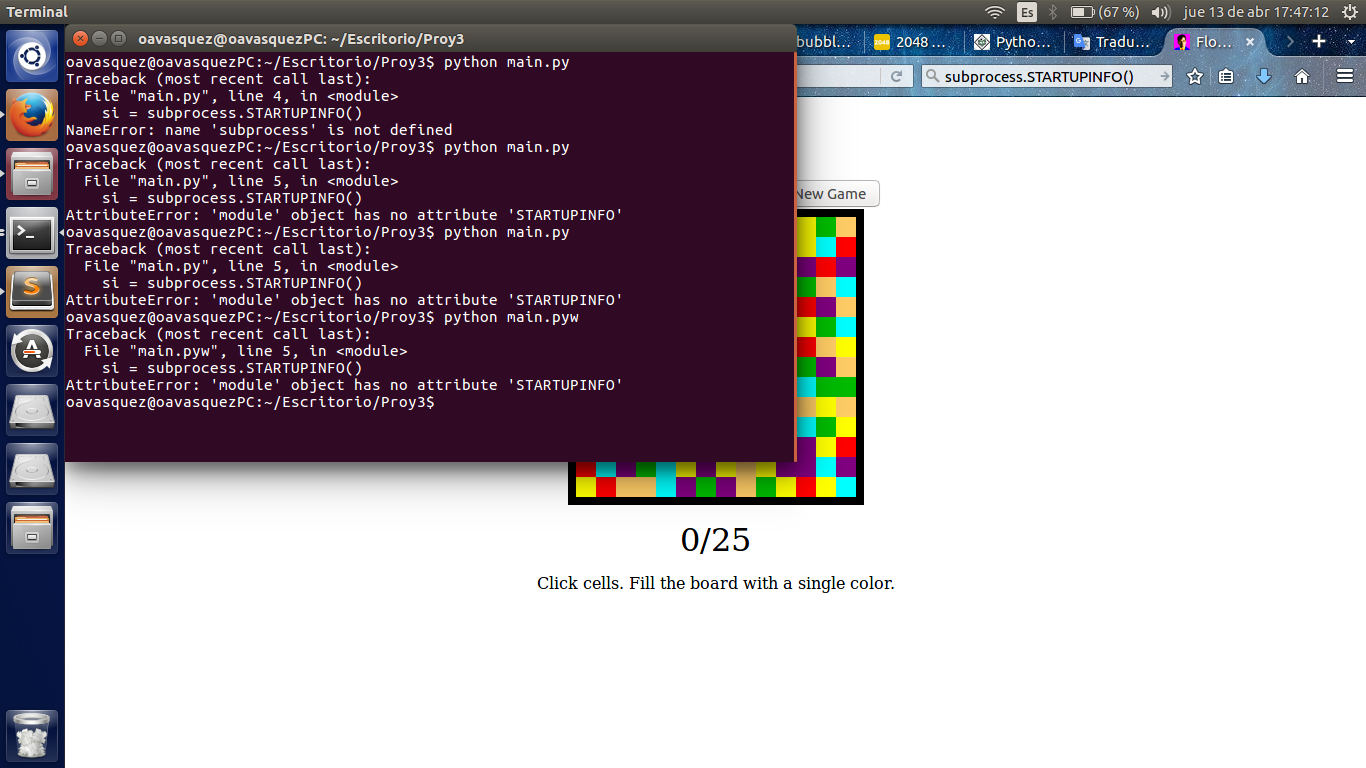 Terminal
Es
(67 %)
jue 13 de abr 17:47:12
oavasquez@oavasquezPC: ~/Escritorio/Proy3
bubbl...
2048 ...
Pytho...
Tradu...
Flo...
subprocess.STARTUPINFO()
oavasquez@oavasquezPC:~/Escritorio/Proy3$ python main.py
Traceback (most recent call last):
  File "main.py", line 4, in <module>
    si = subprocess.STARTUPINFO()
NameError: name 'subprocess' is not defined
oavasquez@oavasquezPC:~/Escritorio/Proy3$ python main.py
Traceback (most recent call last):
  File "main.py", line 5, in <module>
    si = subprocess.STARTUPINFO()
AttributeError: 'module' object has no attribute 'STARTUPINFO'
oavasquez@oavasquezPC:~/Escritorio/Proy3$ python main.py
Traceback (most recent call last):
  File "main.py", line 5, in <module>
    si = subprocess.STARTUPINFO()
AttributeError: 'module' object has no attribute 'STARTUPINFO'
oavasquez@oavasquezPC:~/Escritorio/Proy3$ python main.pyw
Traceback (most recent call last):
  File "main.pyw", line 5, in <module>
    si = subprocess.STARTUPINFO()
AttributeError: 'module' object has no attribute 'STARTUPINFO'
oavasquez@oavasquezPC:~/Escritorio/Proy3$
New Game
0/25
Click cells. Fill the board with a single color.